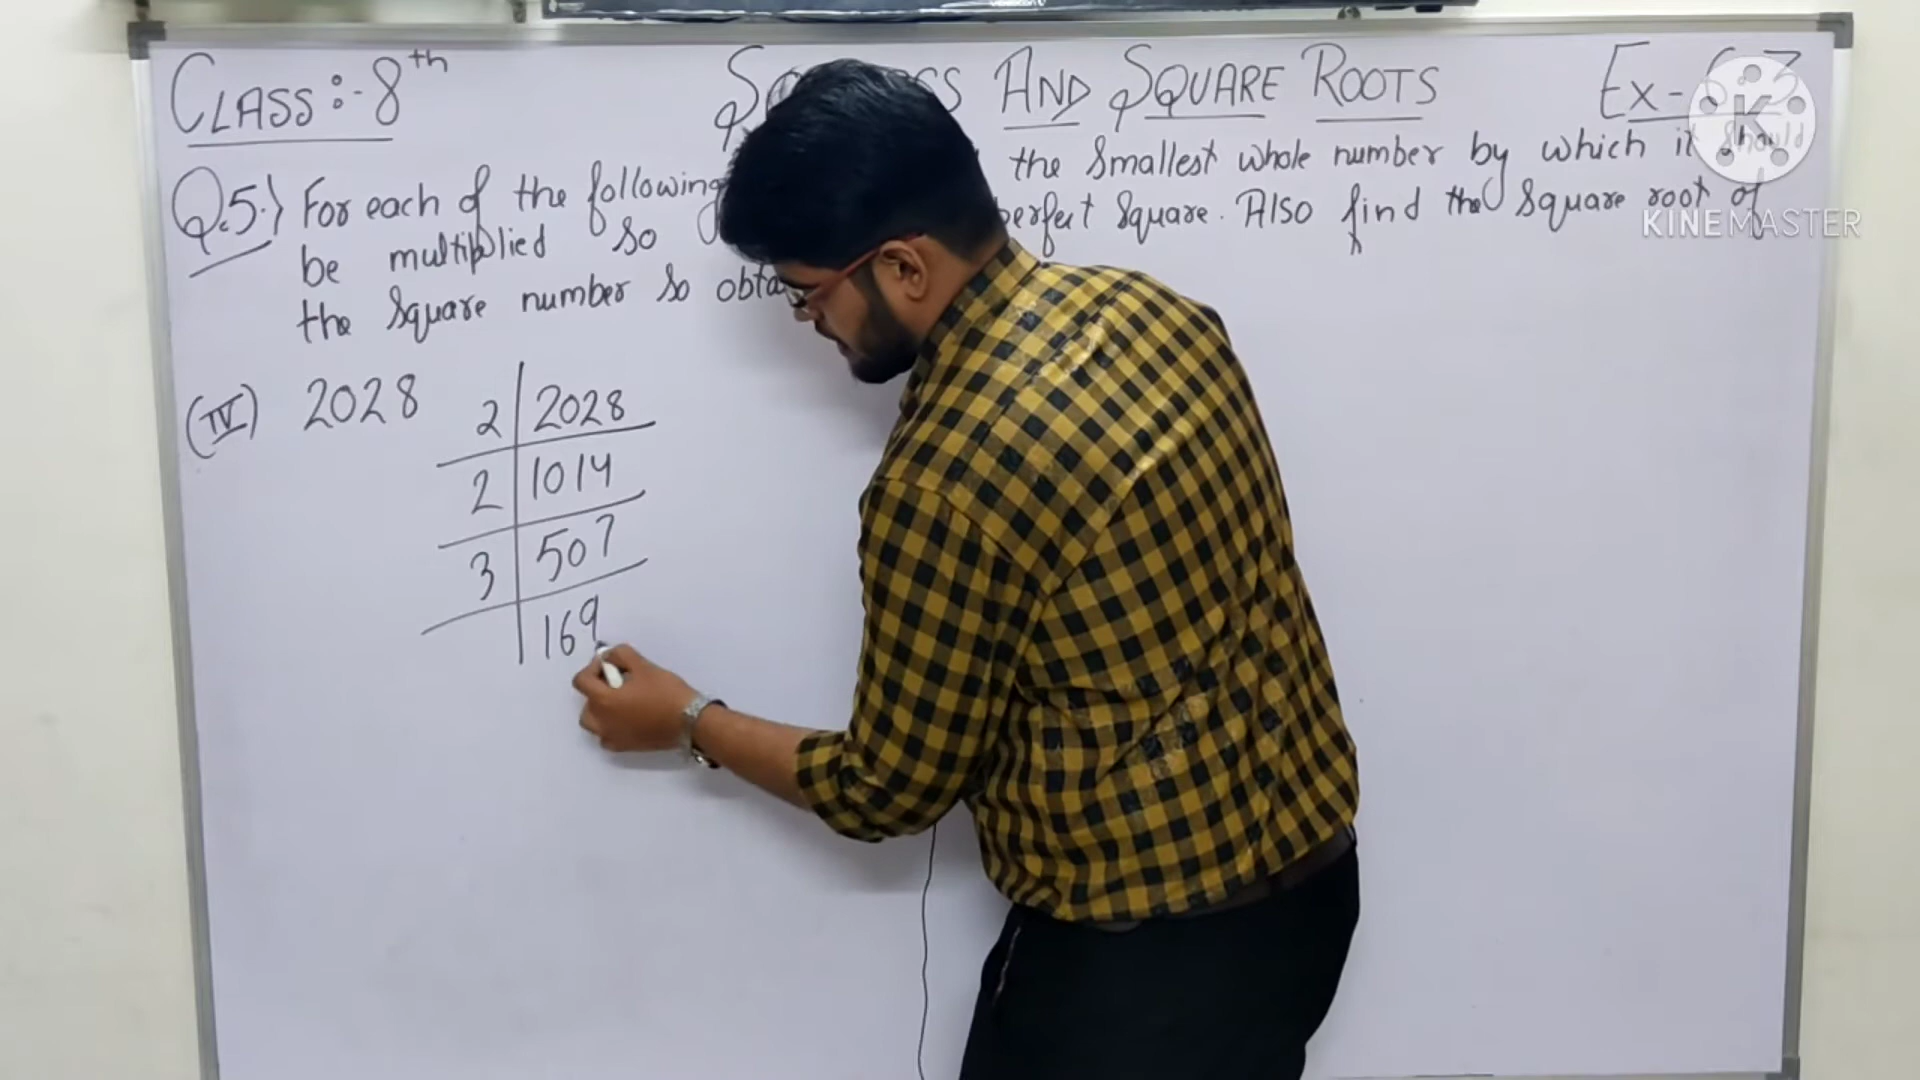 CLASS :- 8th AND SQUARE ROOTS Ex-
Q.5.) For each of the following the smallest whole number by which it should
be multiplied so perfect square. Also find the square root of
the square number so
(IV) 2028
2 | 2028
2 | 1014
3 | 507
169
KINEMASTER